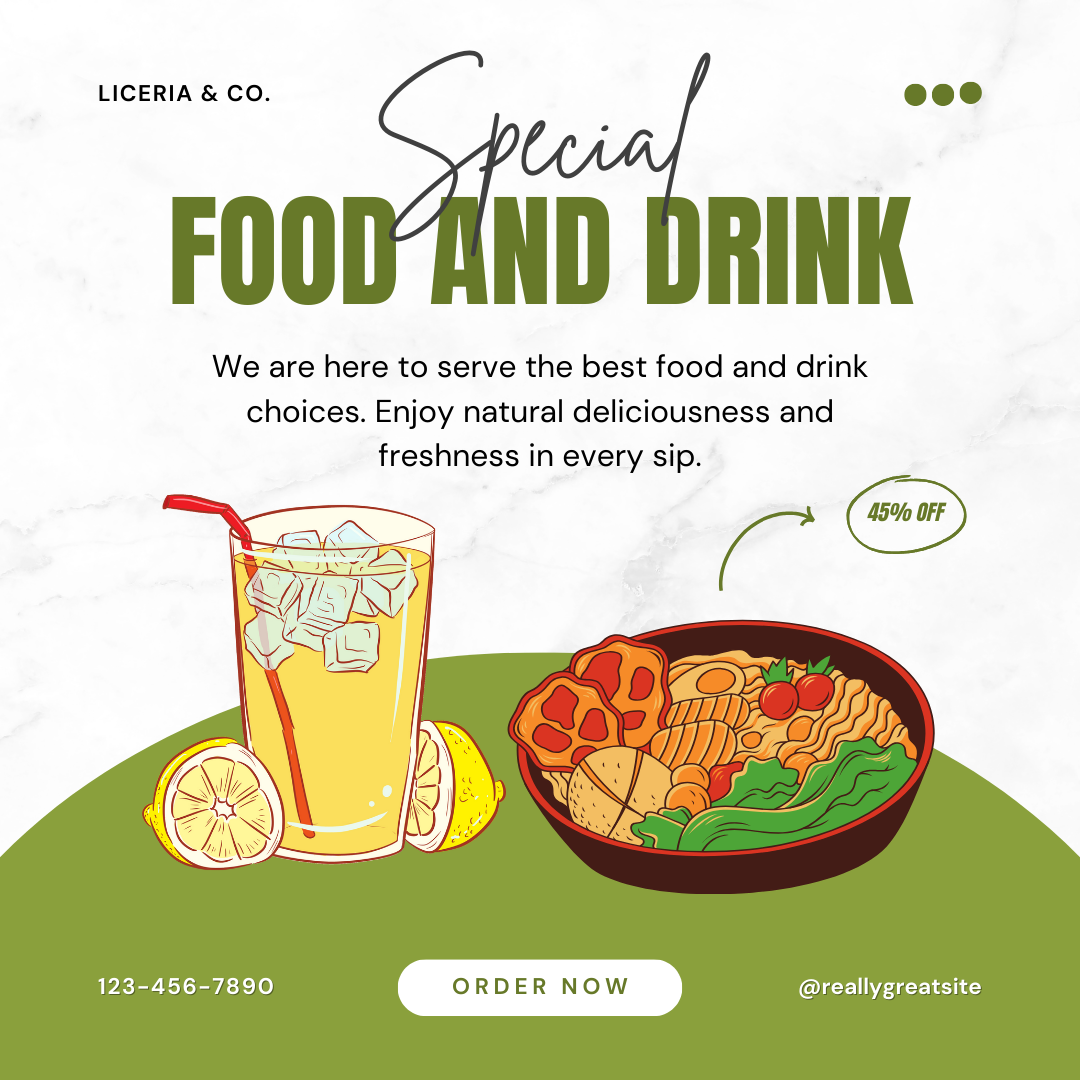 LICERIA & CO.
Special
FOOD AND DRINK
We are here to serve the best food and drink
choices. Enjoy natural deliciousness and
freshness in every sip.
45% OFF
123-456-7890
ORDER NOW
@reallygreatsite